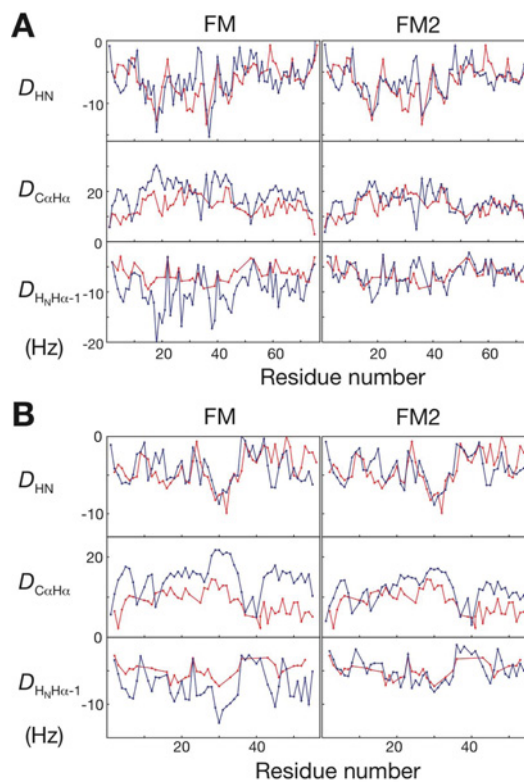 A
FM FM2
0
D_HN
-10
20
D_CαHα
0
D_HNHα-1
-10
(Hz)
-20
20 40 60 20 40 60
Residue number
B
FM FM2
0
D_HN
-10
20
D_CαHα
0
D_HNHα-1
-10
(Hz)
20 40 20 40
Residue number Residue number